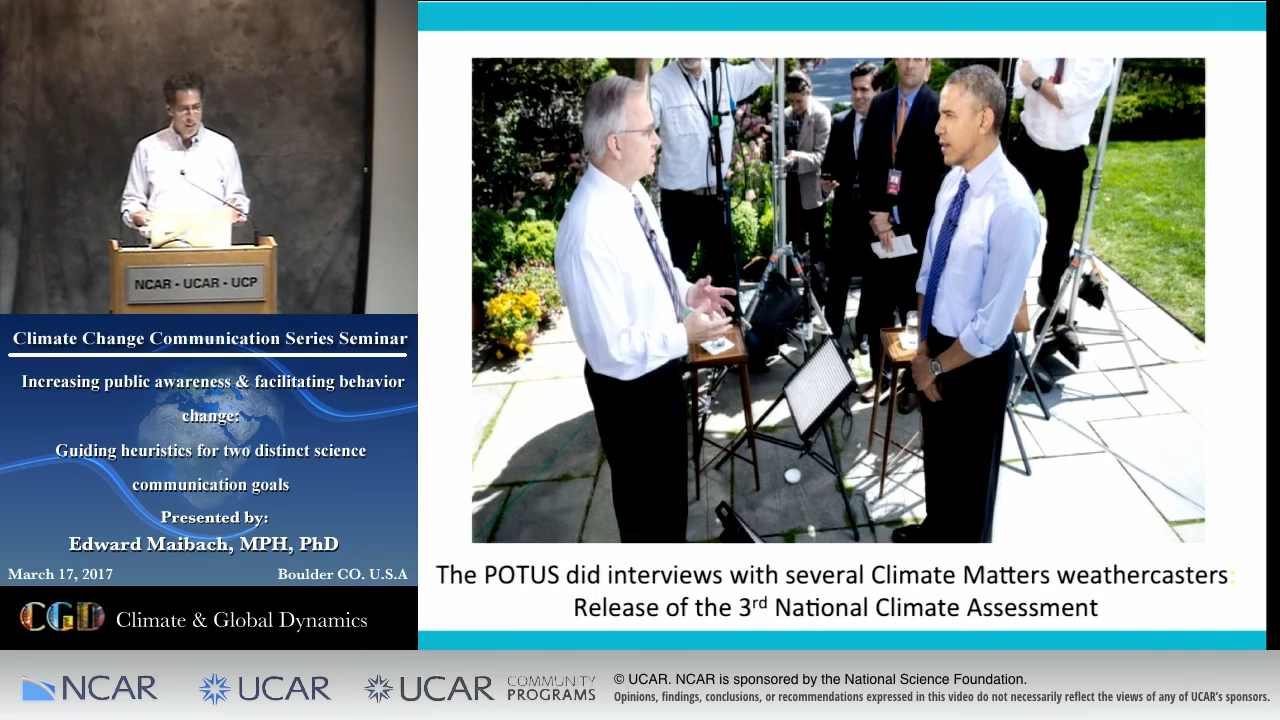 NCAR - UCAR - UCP
Climate Change Communication Series Seminar
Increasing public awareness & facilitating behavior
change:
Guiding heuristics for two distinct science
communication goals
Presented by:
Edward Maibach, MPH, PhD
March 17, 2017
Boulder CO. U.S.A
CGD Climate & Global Dynamics
The POTUS did interviews with several Climate Matters weathercasters:
Release of the 3rd National Climate Assessment
NCAR
UCAR
UCAR COMMUNITY PROGRAMS
© UCAR. NCAR is sponsored by the National Science Foundation.
Opinions, findings, conclusions, or recommendations expressed in this video do not necessarily reflect the views of any of UCAR's sponsors.